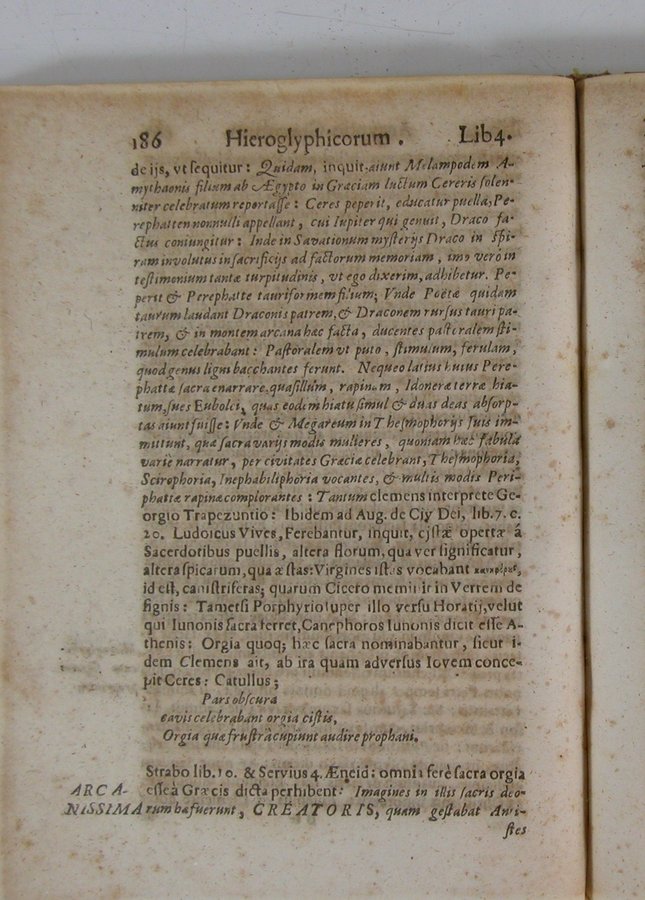 186 Hieroglyphicorum. Lib4.
de ijs, vt sequitur: Quidam, inquit, aiunt Melampodem A-
mythaonis filium ab Ægypto in Græciam luctum Cereris solen-
niter celebratum reportasse: Ceres peperit, educatur puella, Pe-
rephatten nonnulli appellant, cui Iupiter qui genuit, Draco fa-
ctus coniungitur: Inde in Savationum mysterijs Draco in spi-
ram involutus in sacrificijs ad factorum memoriam, imo vero in
testimonium tantæ turpitudinis, vt ego dixerim, adhibetur. Pe-
perit & Perephatte tauriformem filium; Vnde Poëtæ quidam
taurum laudant Draconis patrem, & Draconem rursus tauri pa-
trem, & in montem arcana hæc facta, ducentes pastoralem sti-
mulum celebrabant: Pastoralem vt puto, stimulum, ferulam,
quod genus ligni bacchantes ferunt. Nequeo latius huius Pere-
phattæ sacra enarrare, quasillum, rapinam, Idoneræ terræ hia-
tum, sues Eubolei, quas eodem hiatu simul & duas deas absorp-
tas aiunt fuisse: Vnde & Megareum in Thesmophorijs suis im-
mittunt, quæ sacra varijs modis mulieres, quoniam hæc fabula
variè narratur, per civitates Græciæ celebrant, Thesmophoria,
Scirophoria, Inephabiliphoria vocantes, & multis modis Peri-
phattæ rapinæ complorantes: Tantum clemens interprete Ge-
orgio Trapezuntio: Ibidem ad Aug. de Civ Dei, lib. 7. c.
20. Ludoicus Vives, Ferebantur, inquit, cistæ opertæ á
Sacerdotibus puellis, altera florum, qua ver significatur,
altera spicarum, qua æstas: Virgines istas vocabant
id est, canistriferas; quarum Cicero meminit in Verrem de
signis: Tametsi Porphyrio super illo versu Horatij, velut
qui Iunonis sacra ferret, Canephoros Iunonis dicit esse A-
thenis: Orgia quoq; hæc sacra nominabantur, sicut i-
dem Clemens ait, ab ira quam adversus Iovem conce-
pit Ceres: Catullus;
Pars obscura
cavis celebrabant orgia cistis,
Orgia quæ frustrà cupiunt audire prophani.
Strabo lib. 10. & Servius 4. Æneid: omnia ferè sacra orgia
esse à Græcis dicta perhibent: Imagines in illis sacris deo-
rum hæ fuerunt, CREATORIS, quam gestabat Anti-
stes
ARCA-
NISSIMA